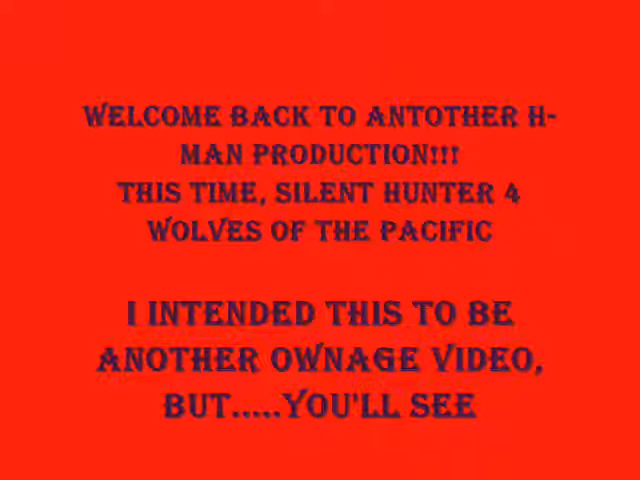 WELCOME BACK TO ANTOTHER H-
MAN PRODUCTION!!!
THIS TIME, SILENT HUNTER 4
WOLVES OF THE PACIFIC
I INTENDED THIS TO BE
ANOTHER OWNAGE VIDEO,
BUT.....YOU'LL SEE